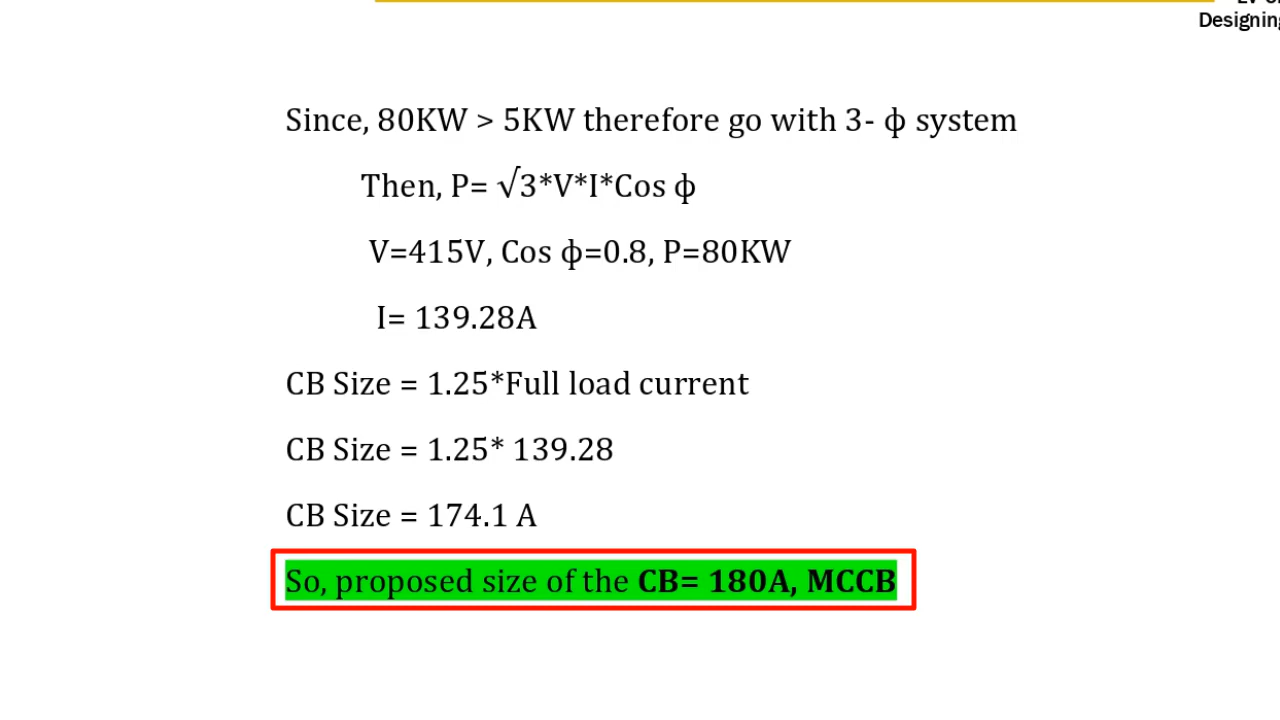 Designing
Since, 80KW > 5KW therefore go with 3- ф system
Then, P= √3*V*I*Cos ф
V=415V, Cos ф=0.8, P=80KW
I= 139.28A
CB Size = 1.25*Full load current
CB Size = 1.25* 139.28
CB Size = 174.1 A
So, proposed size of the CB= 180A, MCCB